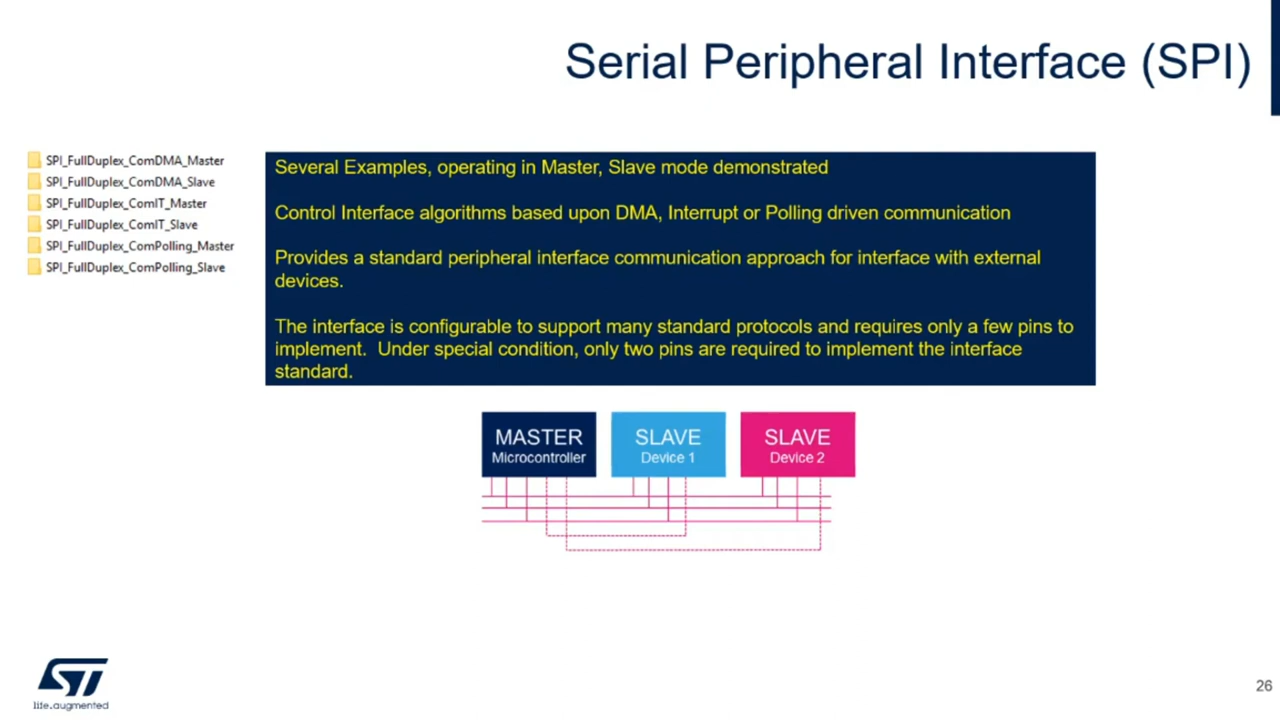 Serial Peripheral Interface (SPI)
SPI_FullDuplex_ComDMA_Master
SPI_FullDuplex_ComDMA_Slave
SPI_FullDuplex_ComIT_Master
SPI_FullDuplex_ComIT_Slave
SPI_FullDuplex_ComPolling_Master
SPI_FullDuplex_ComPolling_Slave
Several Examples, operating in Master, Slave mode demonstrated
Control Interface algorithms based upon DMA, Interrupt or Polling driven communication
Provides a standard peripheral interface communication approach for interface with external
devices.
The interface is configurable to support many standard protocols and requires only a few pins to
implement.  Under special condition, only two pins are required to implement the interface
standard.
MASTER
Microcontroller
SLAVE
Device 1
SLAVE
Device 2
ST
life.augmented
26